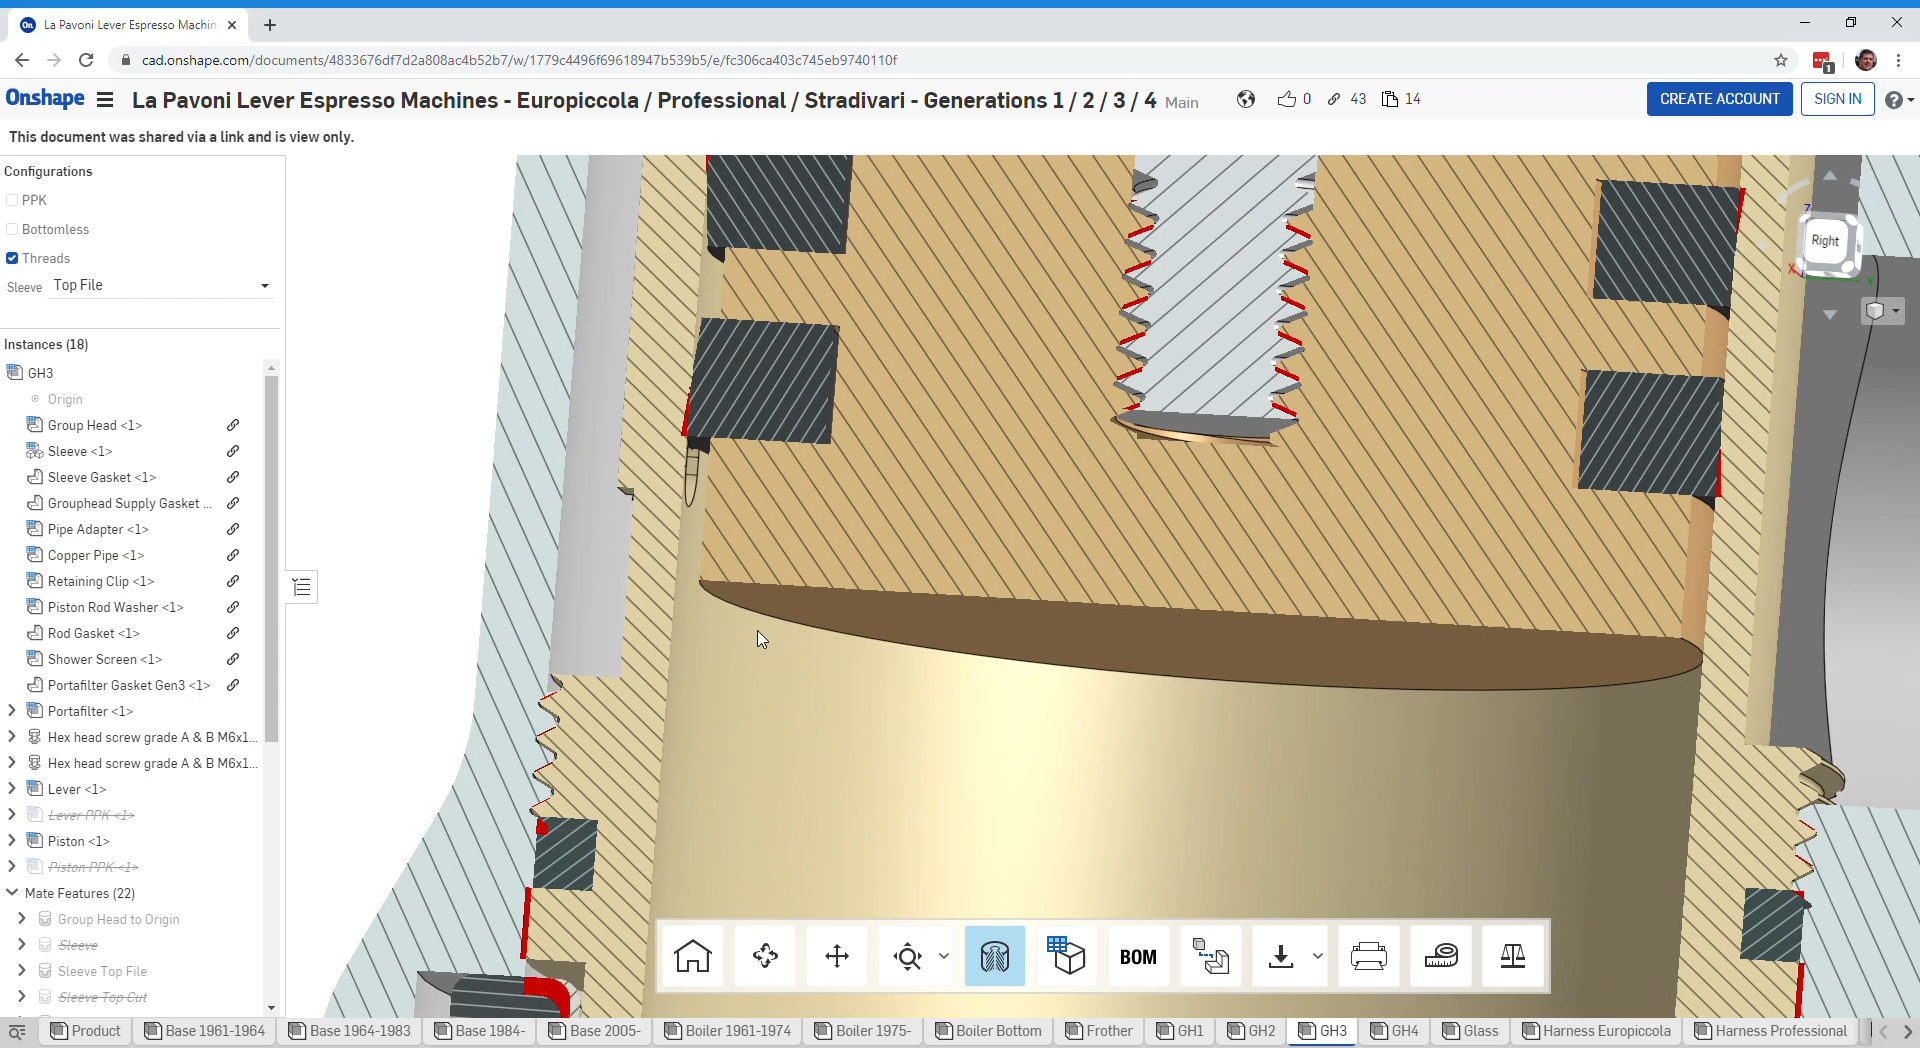 La Pavoni Lever Espresso Machin
cad.onshape.com/documents/4833676df7d2a808ac4b52b7/w/1779c4496f69618947b539b5/e/fc306ca403c745eb9740110f
1
Onshape
La Pavoni Lever Espresso Machines - Europiccola / Professional / Stradivari - Generations 1 / 2 / 3 / 4 Main
0 43 14
CREATE ACCOUNT SIGN IN
This document was shared via a link and is view only.
Configurations
PPK
Bottomless
Threads
Sleeve Top File
Instances (18)
GH3
Origin
Group Head <1>
Sleeve <1>
Sleeve Gasket <1>
Grouphead Supply Gasket ...
Pipe Adapter <1>
Copper Pipe <1>
Retaining Clip <1>
Piston Rod Washer <1>
Rod Gasket <1>
Shower Screen <1>
Portafilter Gasket Gen3 <1>
Portafilter <1>
Hex head screw grade A & B M6x1...
Hex head screw grade A & B M6x1...
Lever <1>
Lever PPK <1>
Piston <1>
Piston PPK <1>
Mate Features (22)
Group Head to Origin
Sleeve
Sleeve Top File
Sleeve Top Cut
Z
Right
X
Y
BOM
Product
Base 1961-1964
Base 1964-1983
Base 1984-
Base 2005-
Boiler 1961-1974
Boiler 1975-
Boiler Bottom
Frother
GH1
GH2
GH3
GH4
Glass
Harness Europiccola
Harness Professional